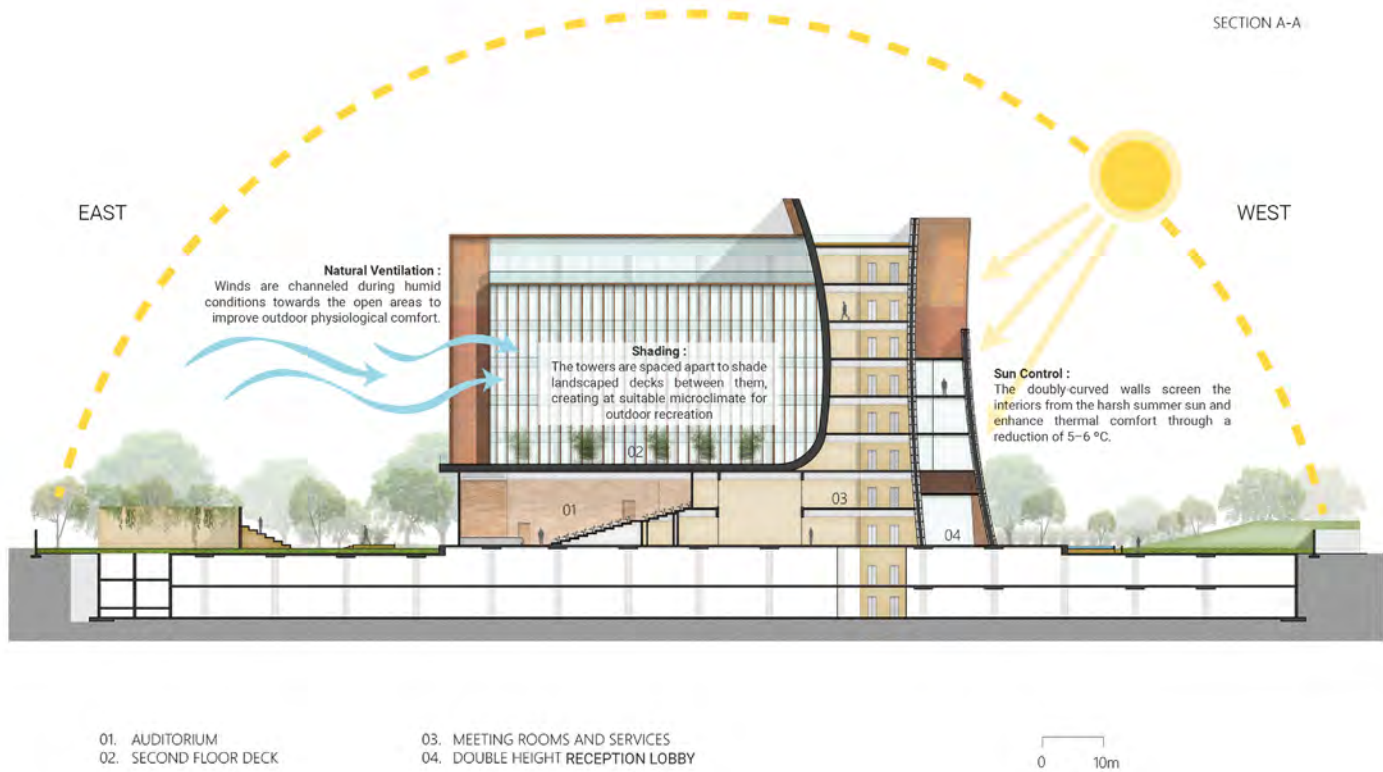 SECTION A-A
EAST
WEST
Natural Ventilation :
Winds are channeled during humid
conditions towards the open areas to
improve outdoor physiological comfort.
Shading :
The towers are spaced apart to shade
landscaped decks between them,
creating at suitable microclimate for
outdoor recreation
Sun Control :
The doubly-curved walls screen the
interiors from the harsh summer sun and
enhance thermal comfort through a
reduction of 5–6 ºC.
02
01
03
04
01. AUDITORIUM
02. SECOND FLOOR DECK
03. MEETING ROOMS AND SERVICES
04. DOUBLE HEIGHT RECEPTION LOBBY
0 10m